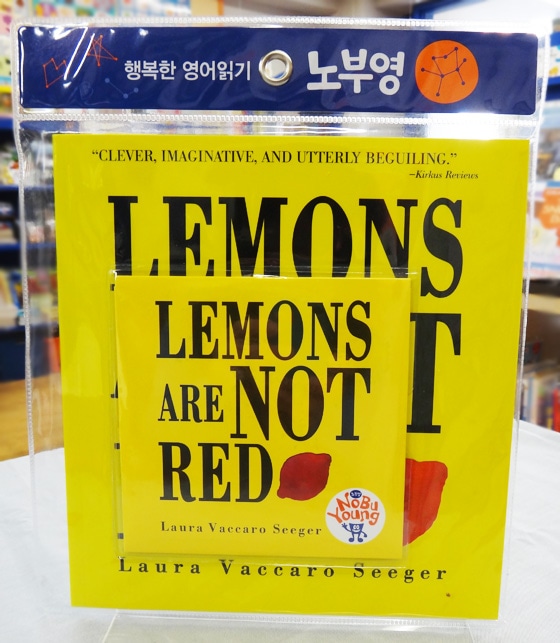 행복한 영어읽기 노부영
“CLEVER, IMAGINATIVE, AND UTTERLY BEGUILING.”
—Kirkus Reviews
LEMONS
LEMONS
ARE NOT
RED
Laura Vaccaro Seeger
NoBu
Young
Laura Vaccaro Seeger